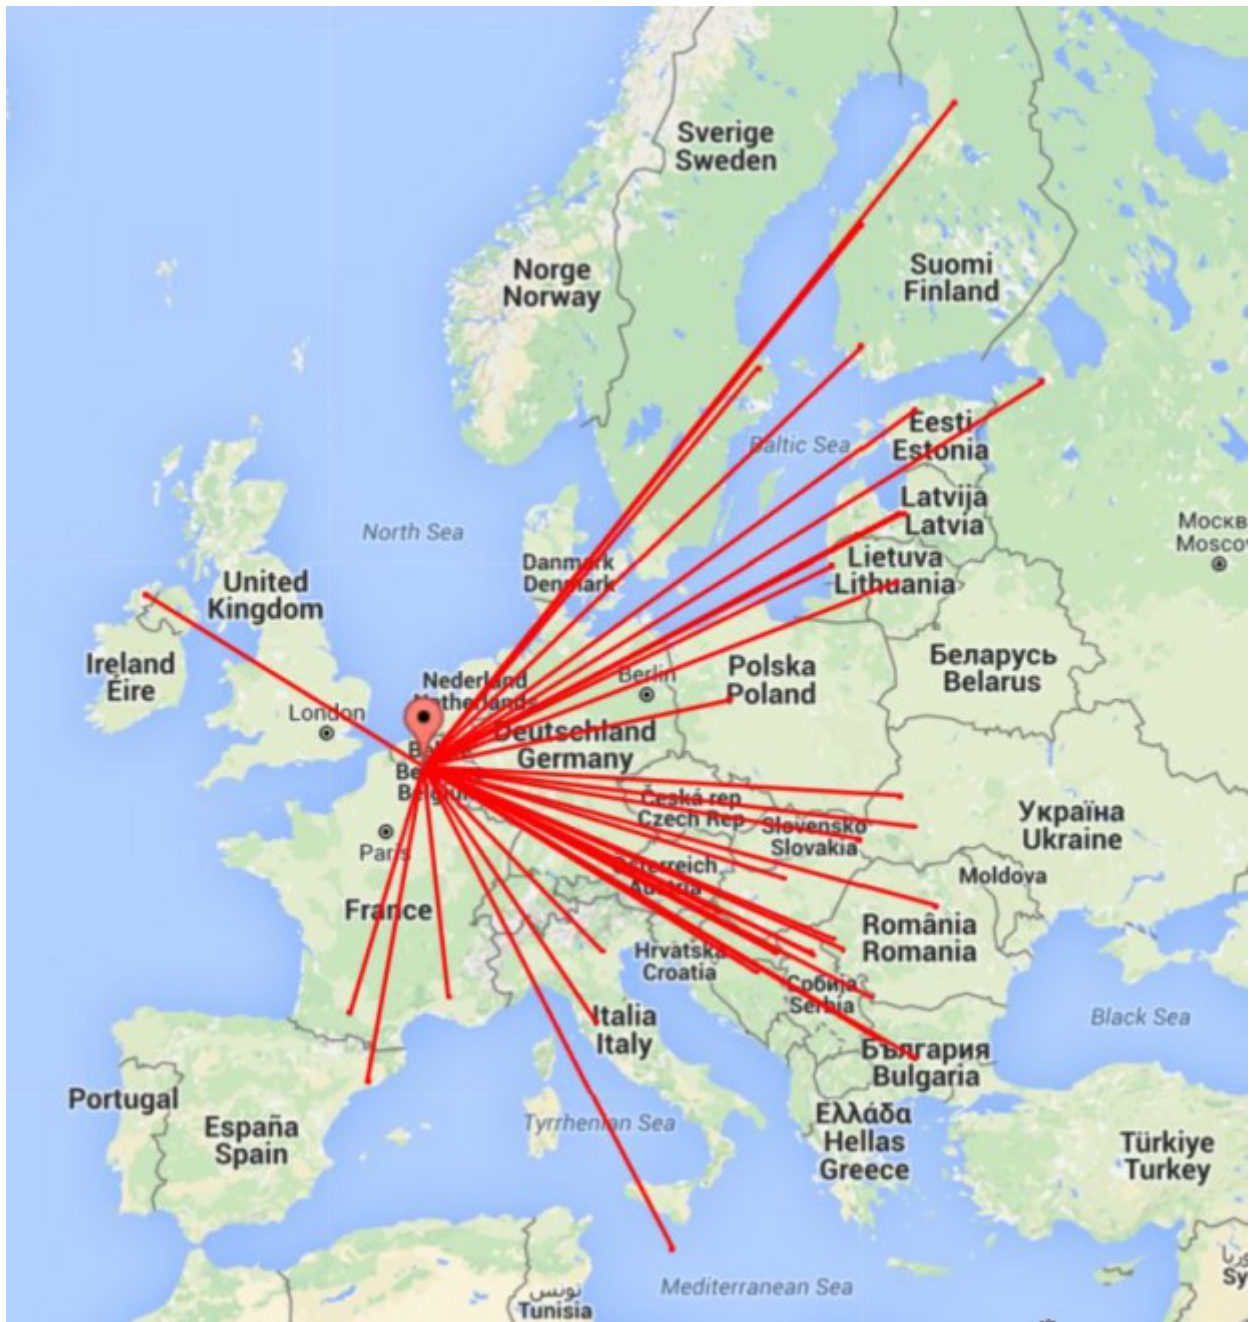 Sverige
Sweden
Norge
Norway
Suomi
Finland
Baltic Sea
Eesti
Estonia
North Sea
Latvija
Latvia
Москв
Moscov
Danmark
Denmark
Lietuva
Lithuania
United
Kingdom
Ireland
Éire
Беларусь
Belarus
Polska
Poland
Berlin
Nederland
Netherlands
London
Deutschland
Germany
Belgium
Česká rep
Czech Rep
Україна
Ukraine
Slovensko
Slovakia
Paris
Österreich
Austria
Moldova
France
România
Romania
Hrvatska
Croatia
Србија
Serbia
Italia
Italy
Black Sea
България
Bulgaria
Portugal
España
Spain
Tyrrhenian Sea
Ελλάδα
Hellas
Greece
Türkiye
Turkey
Mediterranean Sea
تونس
Tunisia
Sy